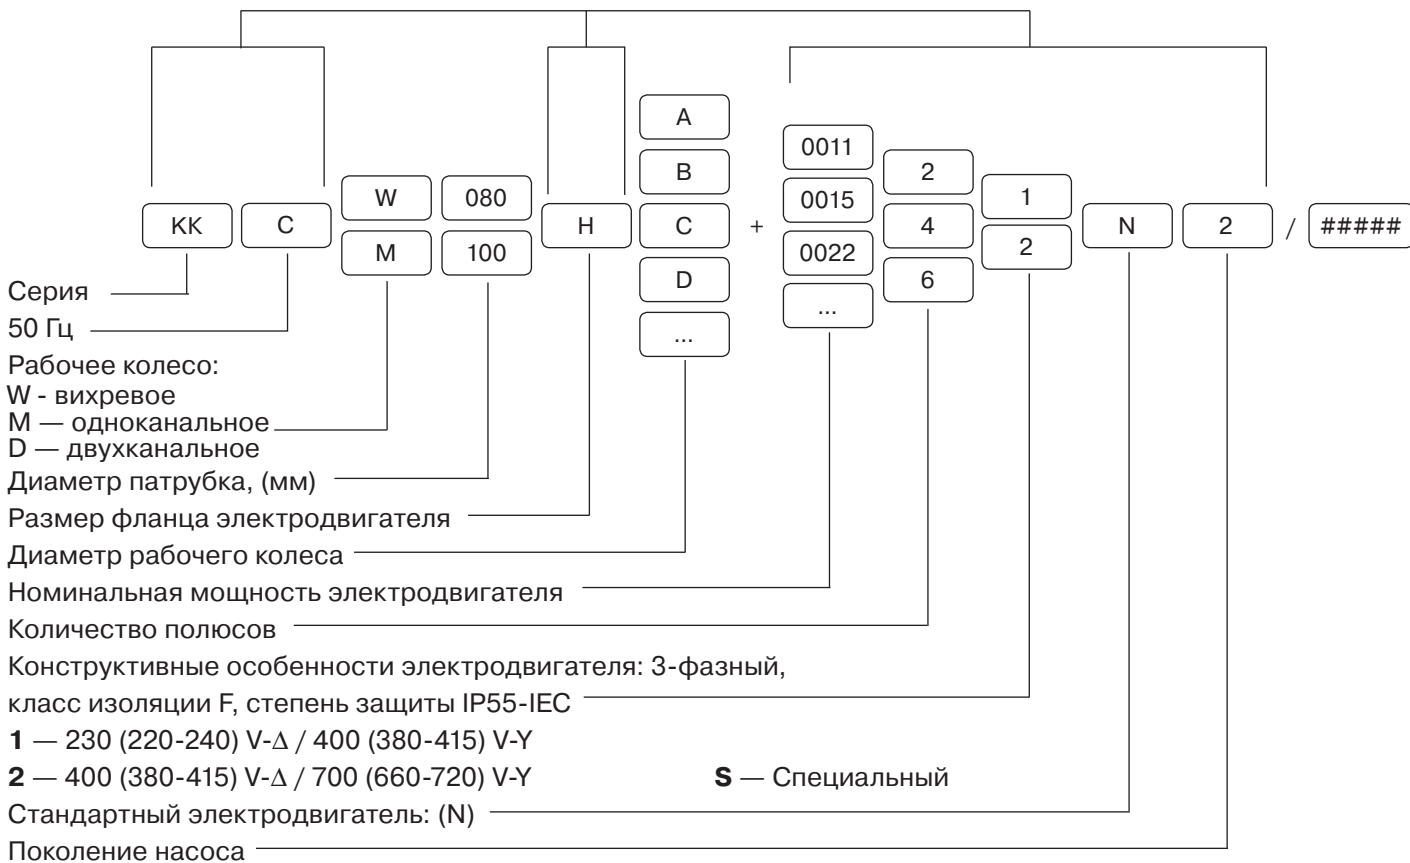 A
B
C
D
...
0011
0015
0022
...
2
4
6
1
2
W
080
M
100
КК
C
H
+
N
2
/
#####
Серия
50 Гц
Рабочее колесо:
W - вихревое
M — одноканальное
D — двухканальное
Диаметр патрубка, (мм)
Размер фланца электродвигателя
Диаметр рабочего колеса
Номинальная мощность электродвигателя
Количество полюсов
Конструктивные особенности электродвигателя: 3-фазный,
класс изоляции F, степень защиты IP55-IEC
1 — 230 (220-240) V-Δ / 400 (380-415) V-Y
2 — 400 (380-415) V-Δ / 700 (660-720) V-Y
S — Специальный
Стандартный электродвигатель: (N)
Поколение насоса